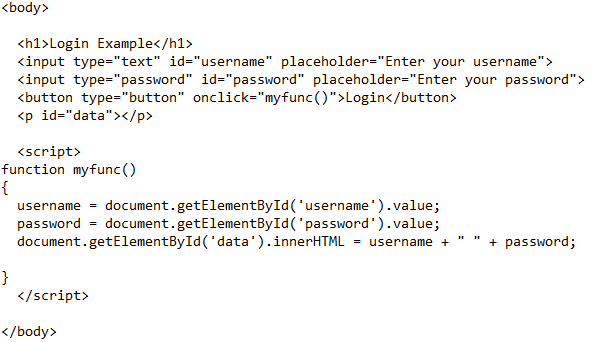 <body>
<h1>Login Example</h1>
<input type="text" id="username" placeholder="Enter your username">
<input type="password" id="password" placeholder="Enter your password">
<button type="button" onclick="myfunc()">Login</button>
<p id="data"></p>
<script>
function myfunc()
{
username = document.getElementById('username').value;
password = document.getElementById('password').value;
document.getElementById('data').innerHTML = username + " " + password;
}
</script>
</body>